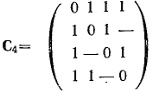 C₄=
0 1 1 1
1 0 1 —
1 — 0 1
1 1 — 0